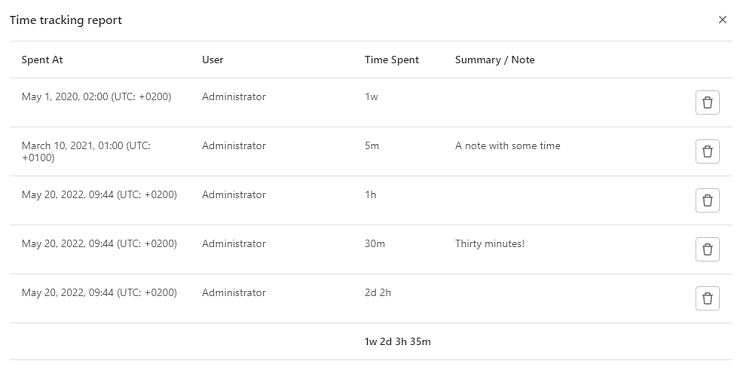 Time tracking report
Spent At User Time Spent Summary / Note
May 1, 2020, 02:00 (UTC: +0200) Administrator 1w
March 10, 2021, 01:00 (UTC: Administrator 5m A note with some time
+0100)
May 20, 2022, 09:44 (UTC: +0200) Administrator 1h
May 20, 2022, 09:44 (UTC: +0200) Administrator 30m Thirty minutes!
May 20, 2022, 09:44 (UTC: +0200) Administrator 2d 2h
1w 2d 3h 35m